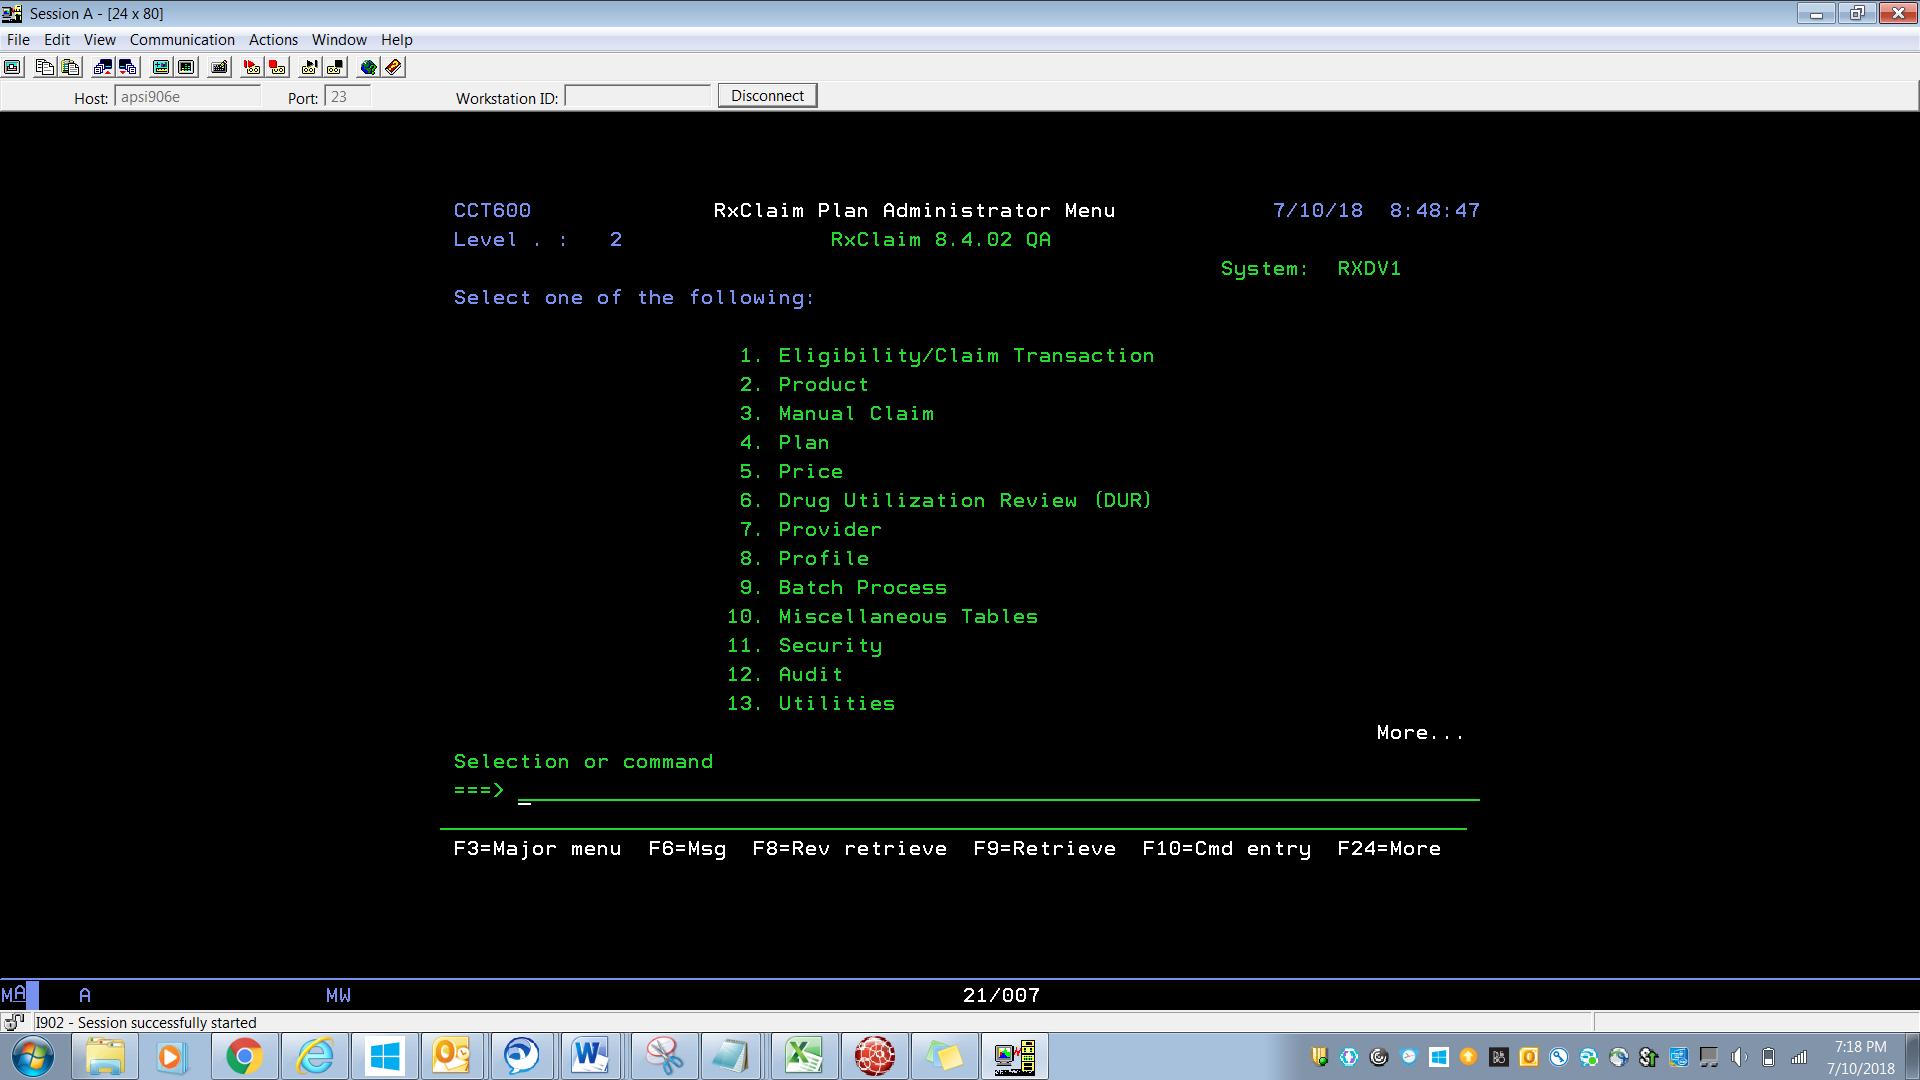 Session A - [24 x 80]
File Edit View Communication Actions Window Help
Host: apsi906e Port: 23 Workstation ID: Disconnect
CCT600 RxClaim Plan Administrator Menu 7/10/18 8:48:47
Level . : 2 RxClaim 8.4.02 QA
System: RXDV1
Select one of the following:
1. Eligibility/Claim Transaction
2. Product
3. Manual Claim
4. Plan
5. Price
6. Drug Utilization Review (DUR)
7. Provider
8. Profile
9. Batch Process
10. Miscellaneous Tables
11. Security
12. Audit
13. Utilities
More...
Selection or command
===> _
F3=Major menu F6=Msg F8=Rev retrieve F9=Retrieve F10=Cmd entry F24=More
MA A MW 21/007
I902 - Session successfully started
7:18 PM
7/10/2018